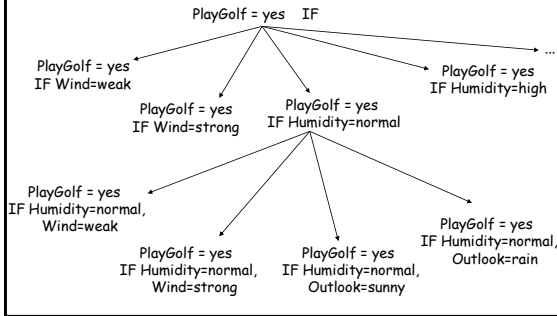 PlayGolf = yes IF
...
PlayGolf = yes
IF Wind=weak
PlayGolf = yes
IF Wind=strong
PlayGolf = yes
IF Humidity=normal
PlayGolf = yes
IF Humidity=high
PlayGolf = yes
IF Humidity=normal,
Wind=weak
PlayGolf = yes
IF Humidity=normal,
Wind=strong
PlayGolf = yes
IF Humidity=normal,
Outlook=sunny
PlayGolf = yes
IF Humidity=normal,
Outlook=rain